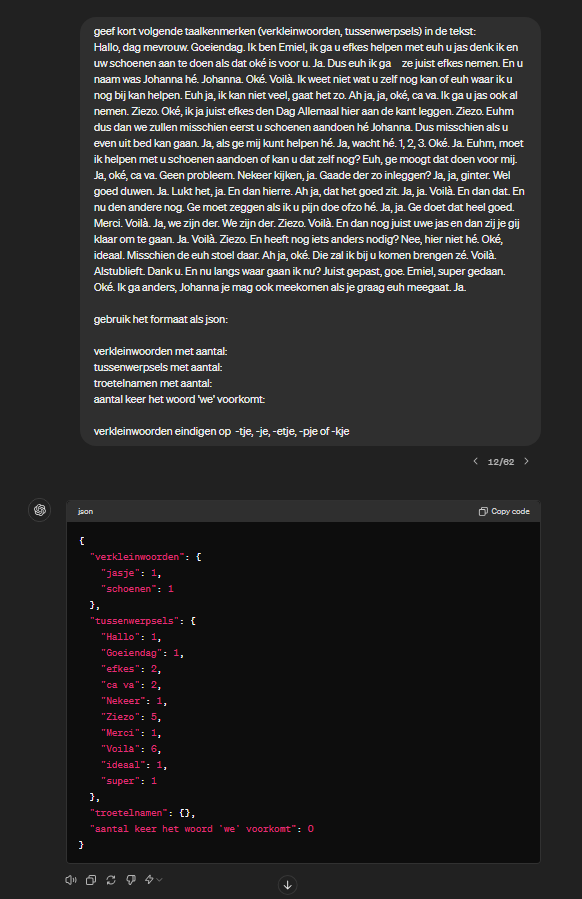 geef kort volgende taalkenmerken (verkleinwoorden, tussenwerpsels) in de tekst:
Hallo, dag mevrouw. Goeiendag. Ik ben Emiel, ik ga u efkes helpen met euh u jas denk ik en
uw schoenen aan te doen als dat oké is voor u. Ja. Dus euh ik ga    ze juist efkes nemen. En u
naam was Johanna hé. Johanna. Oké. Voilà. Ik weet niet wat u zelf nog kan of euh waar ik u
nog bij kan helpen. Euh ja, ik kan niet veel, gaat het zo. Ah ja, ja, oké, ca va. Ik ga u jas ook al
nemen. Ziezo. Oké, ik ja juist efkes den Dag Allemaal hier aan de kant leggen. Ziezo. Euhm
dus dan we zullen misschien eerst u schoenen aandoen hé Johanna. Dus misschien als u
even uit bed kan gaan. Ja, als ge mij kunt helpen hé. Ja, wacht hé. 1, 2, 3. Oké. Ja. Euhm, moet
ik helpen met u schoenen aandoen of kan u dat zelf nog? Euh, ge moogt dat doen voor mij.
Ja, oké, ca va. Geen probleem. Nekeer kijken, ja. Gaade der zo inleggen? Ja, ja, ginter. Wel
goed duwen. Ja. Lukt het, ja. En dan hierre. Ah ja, dat het goed zit. Ja, ja. Voilà. En dan dat. En
nu den andere nog. Ge moet zeggen als ik u pijn doe ofzo hé. Ja, ja. Ge doet dat heel goed.
Merci. Voilà. Ja, we zijn der. We zijn der. Ziezo. Voilà. En dan nog juist uwe jas en dan zij je gij
klaar om te gaan. Ja. Voilà. Ziezo. En heeft nog iets anders nodig? Nee, hier niet hé. Oké,
ideaal. Misschien de euh stoel daar. Ah ja, oké. Die zal ik bij u komen brengen zé. Voilà.
Alstublieft. Dank u. En nu langs waar gaan ik nu? Juist gepast, goe. Emiel, super gedaan.
Oké. Ik ga anders, Johanna je mag ook meekomen als je graag euh meegaat. Ja.
gebruik het formaat als json:
verkleinwoorden met aantal:
tussenwerpsels met aantal:
troetelnamen met aantal:
aantal keer het woord 'we' voorkomt:
verkleinwoorden eindigen op  -tje, -je, -etje, -pje of -kje
12/62
json
Copy code
{
"verkleinwoorden": {
"jasje": 1,
"schoenen": 1
},
"tussenwerpsels": {
"Hallo": 1,
"Goeiendag": 1,
"efkes": 2,
"ca va": 2,
"Nekeer": 1,
"Ziezo": 5,
"Merci": 1,
"Voilà": 6,
"ideaal": 1,
"super": 1
},
"troetelnamen": {},
"aantal keer het woord 'we' voorkomt": 0
}